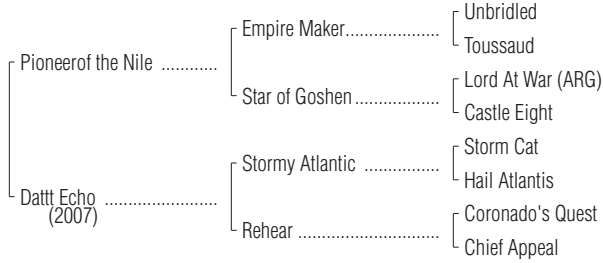 Unbridled
Empire Maker....................
Toussaud
Pioneerof the Nile ............
Lord At War (ARG)
Star of Goshen..................
Castle Eight
Storm Cat
Stormy Atlantic ................
Hail Atlantis
Dattt Echo ........................
(2007)
Coronado's Quest
Rehear ..............................
Chief Appeal